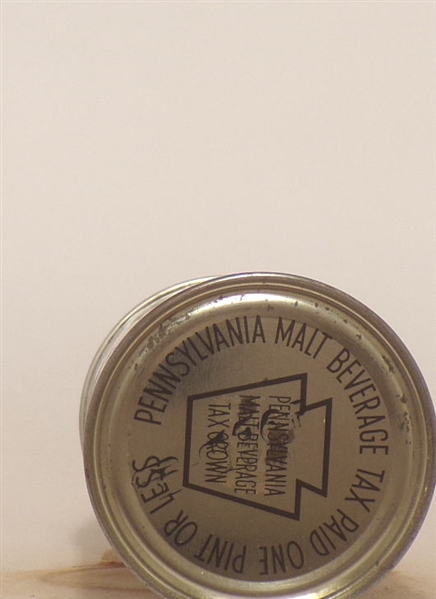 PENNSYLVANIA MALT BEVERAGE TAX PAID ONE PINT OR LESS
PENNSYLVANIA
MALT BEVERAGE
TAX CROWN